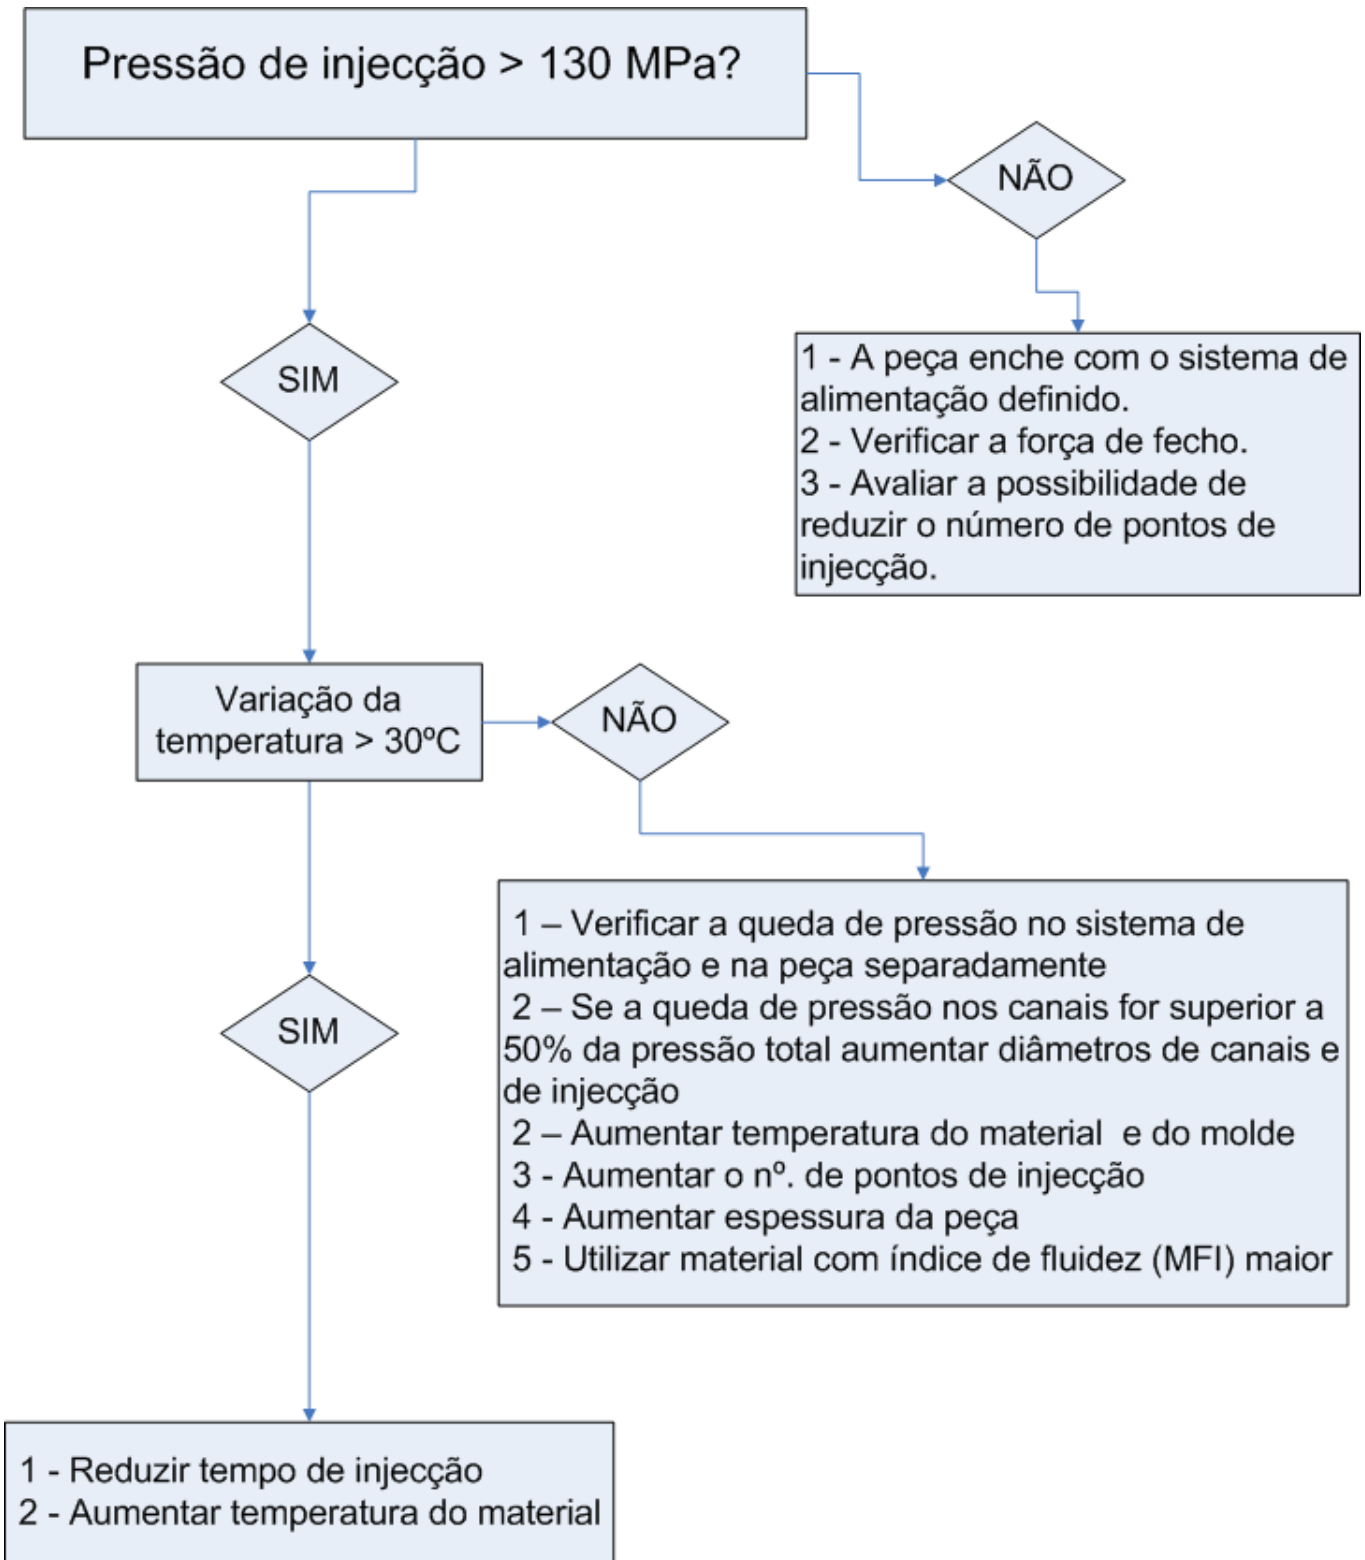 Pressão de injecção > 130 MPa?
NÃO
SIM
1 - A peça enche com o sistema de
alimentação definido.
2 - Verificar a força de fecho.
3 - Avaliar a possibilidade de
reduzir o número de pontos de
injecção.
Variação da
temperatura > 30ºC
NÃO
1 – Verificar a queda de pressão no sistema de
alimentação e na peça separadamente
2 – Se a queda de pressão nos canais for superior a
50% da pressão total aumentar diâmetros de canais e
de injecção
2 – Aumentar temperatura do material  e do molde
3 - Aumentar o nº. de pontos de injecção
4 - Aumentar espessura da peça
5 - Utilizar material com índice de fluidez (MFI) maior
SIM
1 - Reduzir tempo de injecção
2 - Aumentar temperatura do material